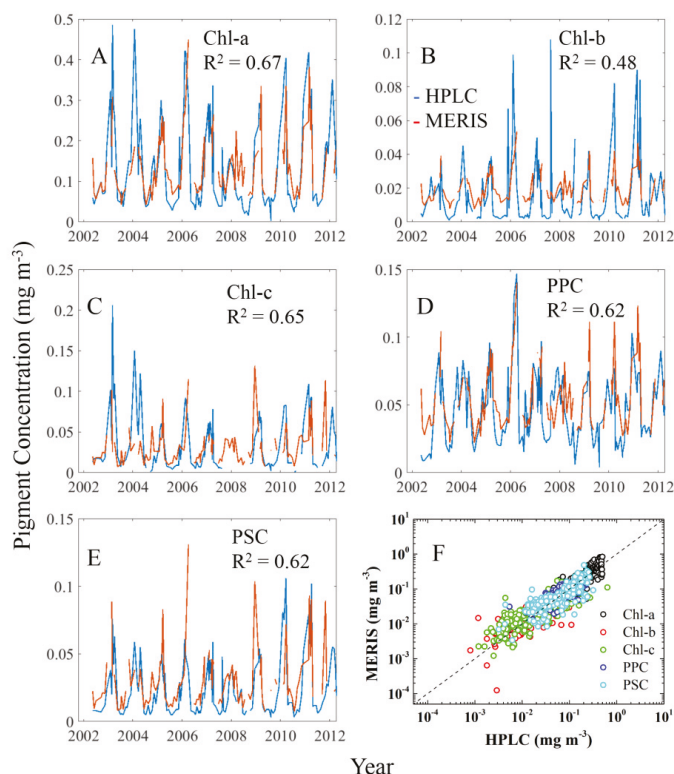 Pigment Concentration (mg m⁻³)
A
Chl-a
R² = 0.67
0.5
0.4
0.3
0.2
0.1
0
2002 2004 2006 2008 2010 2012
B
Chl-b
R² = 0.48
HPLC
MERIS
0.12
0.1
0.08
0.06
0.04
0.02
0
2002 2004 2006 2008 2010 2012
C
Chl-c
R² = 0.65
0.25
0.2
0.15
0.1
0.05
0
2002 2004 2006 2008 2010 2012
D
PPC
R² = 0.62
0.15
0.1
0.05
0
2002 2004 2006 2008 2010 2012
E
PSC
R² = 0.62
0.15
0.1
0.05
0
2002 2004 2006 2008 2010 2012
F
MERIS (mg m⁻³)
10¹
10⁰
10⁻¹
10⁻²
10⁻³
10⁻⁴
Chl-a
Chl-b
Chl-c
PPC
PSC
10⁻⁴ 10⁻³ 10⁻² 10⁻¹ 10⁰ 10¹
HPLC (mg m⁻³)
Year